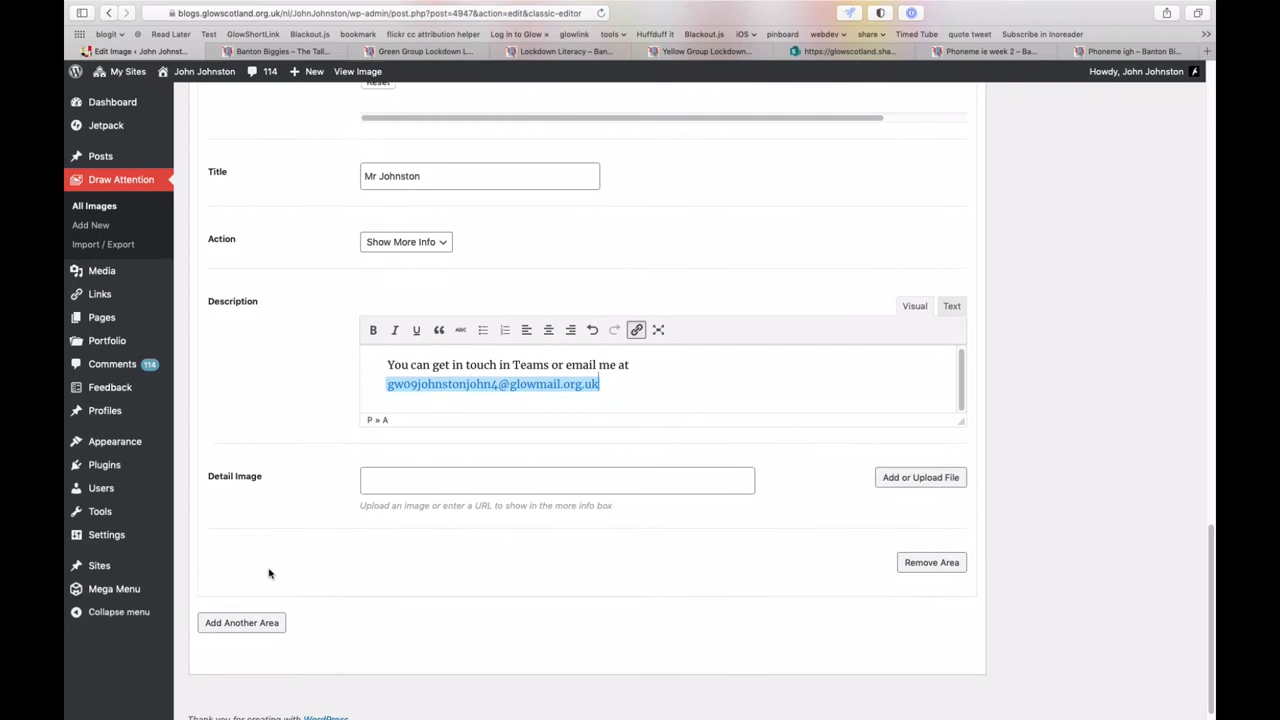 blogs.glowscotland.org.uk/nl/JohnJohnston/wp-admin/post.php?post=4947&action=edit&classic-editor
blogit Read Later Test GlowShortLink Blackout.js bookmark flickr cc attribution helper Log in to Glow » glowlink tools Huffduff it Blackout.js iOS pinboard webdev share Timed Tube quote tweet Subscribe in Inoreader
Edit Image ‹ John Johnst... Banton Biggies – The Tall... Green Group Lockdown L... Lockdown Literacy – Ban... Yellow Group Lockdown... https://glowscotland.sha... Phoneme ie week 2 – Ba... Phoneme igh – Banton Bi...
My Sites John Johnston 114 New View Image Howdy, John Johnston
Dashboard
Jetpack
Posts
Draw Attention
All Images
Add New
Import / Export
Media
Links
Pages
Portfolio
Comments 114
Feedback
Profiles
Appearance
Plugins
Users
Tools
Settings
Sites
Mega Menu
Collapse menu
Reset
Title
Mr Johnston
Action
Show More Info
Description
Visual Text
B I U ABC
You can get in touch in Teams or email me at
gw09johnstonjohn4@glowmail.org.uk
P » A
Detail Image
Add or Upload File
Upload an image or enter a URL to show in the more info box
Remove Area
Add Another Area
Thank you for creating with WordPress